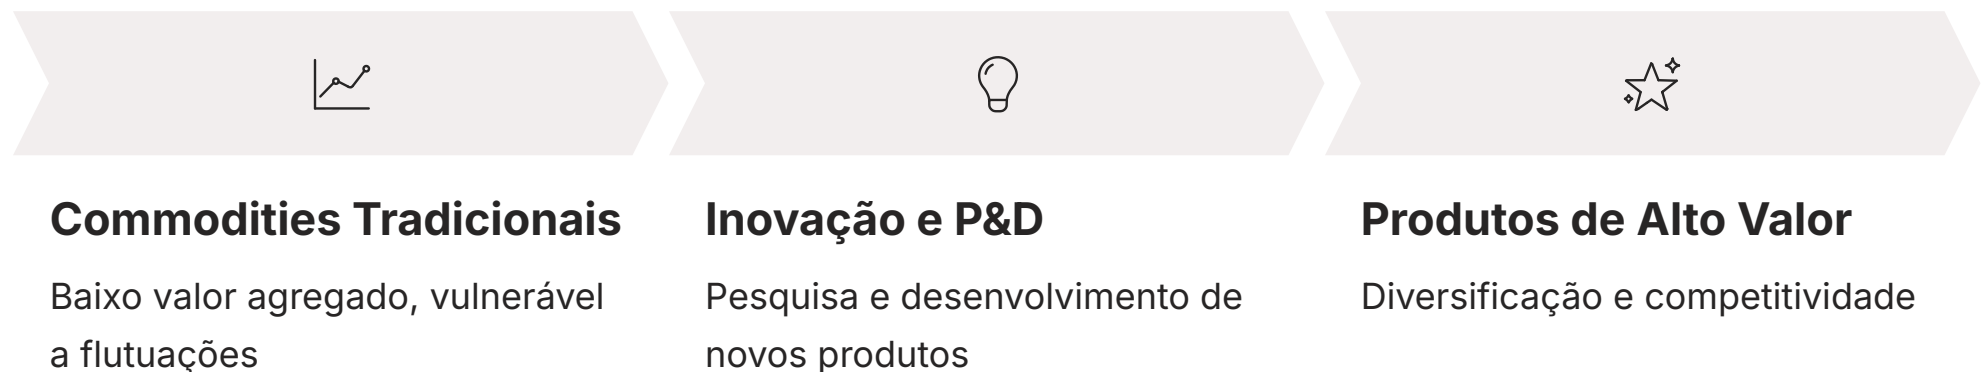 Commodities Tradicionais
Baixo valor agregado, vulnerável
a flutuações
Inovação e P&D
Pesquisa e desenvolvimento de
novos produtos
Produtos de Alto Valor
Diversificação e competitividade